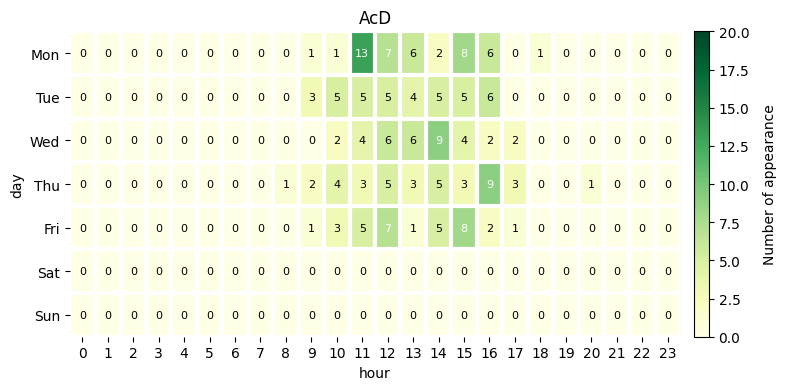 AcD
Mon 0 0 0 0 0 0 0 0 0 1 1 13 7 6 2 8 6 0 1 0 0 0 0 0
Tue 0 0 0 0 0 0 0 0 0 3 5 5 5 4 5 5 6 0 0 0 0 0 0 0
Wed 0 0 0 0 0 0 0 0 0 0 2 4 6 6 9 4 2 2 0 0 0 0 0 0
Thu 0 0 0 0 0 0 0 0 1 2 4 3 5 3 5 3 9 3 0 0 1 0 0 0
Fri 0 0 0 0 0 0 0 0 0 1 3 5 7 1 5 8 2 1 0 0 0 0 0 0
Sat 0 0 0 0 0 0 0 0 0 0 0 0 0 0 0 0 0 0 0 0 0 0 0 0
Sun 0 0 0 0 0 0 0 0 0 0 0 0 0 0 0 0 0 0 0 0 0 0 0 0
0 1 2 3 4 5 6 7 8 9 10 11 12 13 14 15 16 17 18 19 20 21 22 23
hour
day
20.0
17.5
15.0
12.5
10.0
7.5
5.0
2.5
0.0
Number of appearance